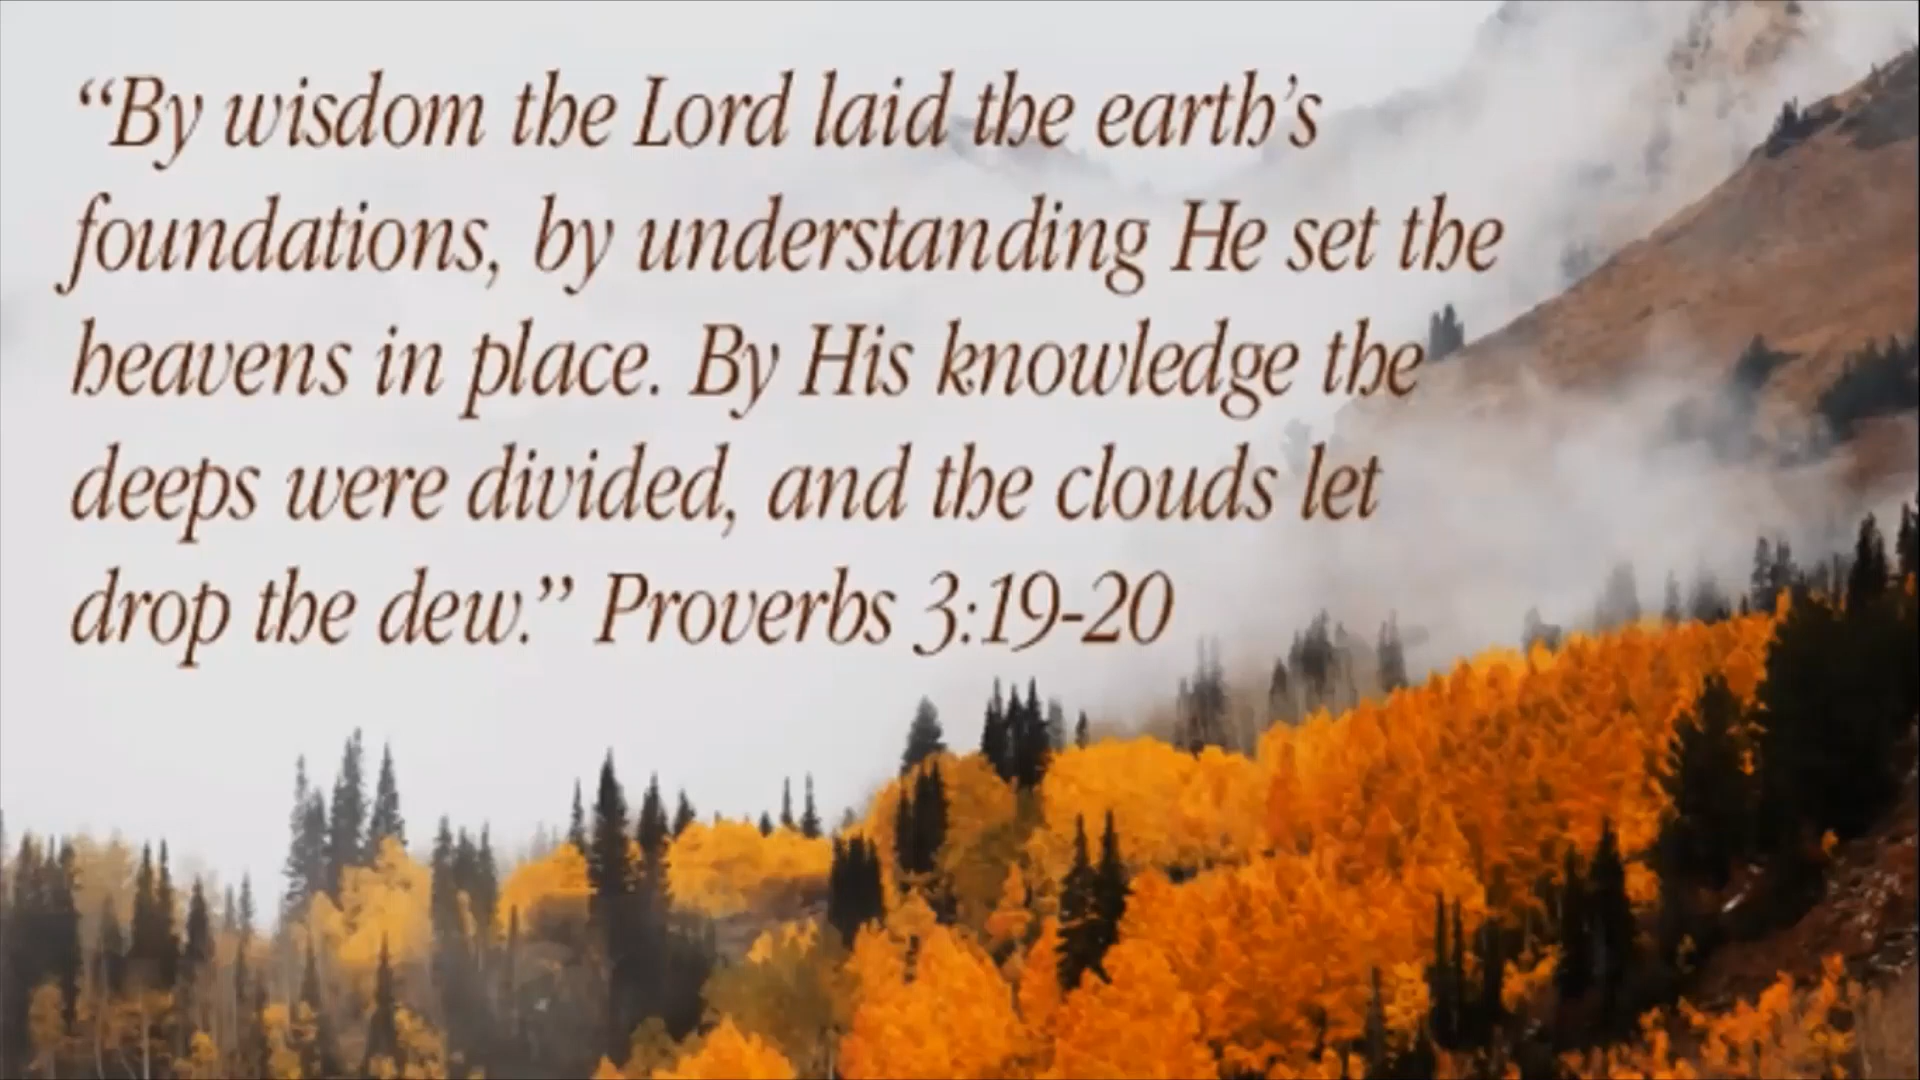 “By wisdom the Lord laid the earth’s
foundations, by understanding He set the
heavens in place. By His knowledge the
deeps were divided, and the clouds let
drop the dew.” Proverbs 3:19-20